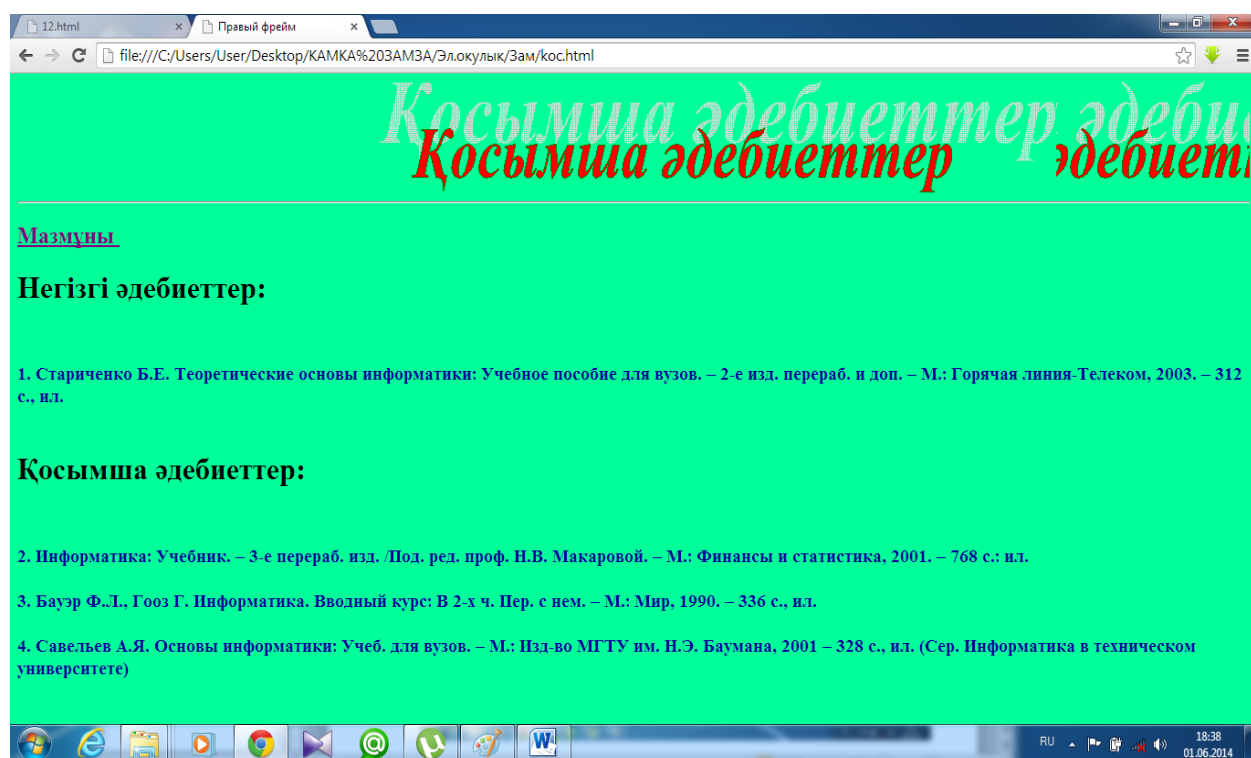 12.html
Правый фрейм
file:///C:/Users/User/Desktop/КАМКА%203АМЗА/Эл.окулык/Зам/koc.html
Қосымша әдебиеттер әдеби
Қосымша әдебиеттер әдебиетт
Мазмұны
Негізгі әдебиеттер:
1. Стариченко Б.Е. Теоретические основы информатики: Учебное пособие для вузов. – 2-е изд. перераб. и доп. – М.: Горячая линия-Телеком, 2003. – 312
с., ил.
Қосымша әдебиеттер:
2. Информатика: Учебник. – 3-е перераб. изд. /Под. ред. проф. Н.В. Макаровой. – М.: Финансы и статистика, 2001. – 768 с.: ил.
3. Бауэр Ф.Л., Гооз Г. Информатика. Вводный курс: В 2-х ч. Пер. с нем. – М.: Мир, 1990. – 336 с., ил.
4. Савельев А.Я. Основы информатики: Учеб. для вузов. – М.: Изд-во МГТУ им. Н.Э. Баумана, 2001 – 328 с., ил. (Сер. Информатика в техническом
университете)
RU
18:38
01.06.2014